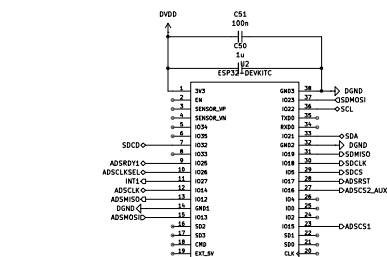 C51
100n
DVDD
C50
1u
U2
ESP32-DEVKITC
1 3V3 GND3 38 DGND
2 EN IO23 37 SDMOSI
3 SENSOR_VP IO22 36 SCL
4 SENSOR_VN TXD0 35
5 IO34 RXD0 34
6 IO35 IO21 33 SDA
SDCD 7 IO32 GND2 32 DGND
8 IO33 IO19 31 SDMISO
ADSRDY1 9 IO25 IO18 30 SDCLK
ADSCLKSEL 10 IO26 IO5 29 SDCS
INT1 11 IO27 IO17 28 ADSRST
ADSCLK 12 IO14 IO16 27 ADSCS2_AUX
ADSMISO 13 IO12 IO4 26
DGND 14 GND1 IO0 25
ADSMOSI 15 IO13 IO2 24
16 SD2 IO15 23 ADSCS1
17 SD3 SD1 22
18 CMD SD0 21
19 EXT_5V CLK 20